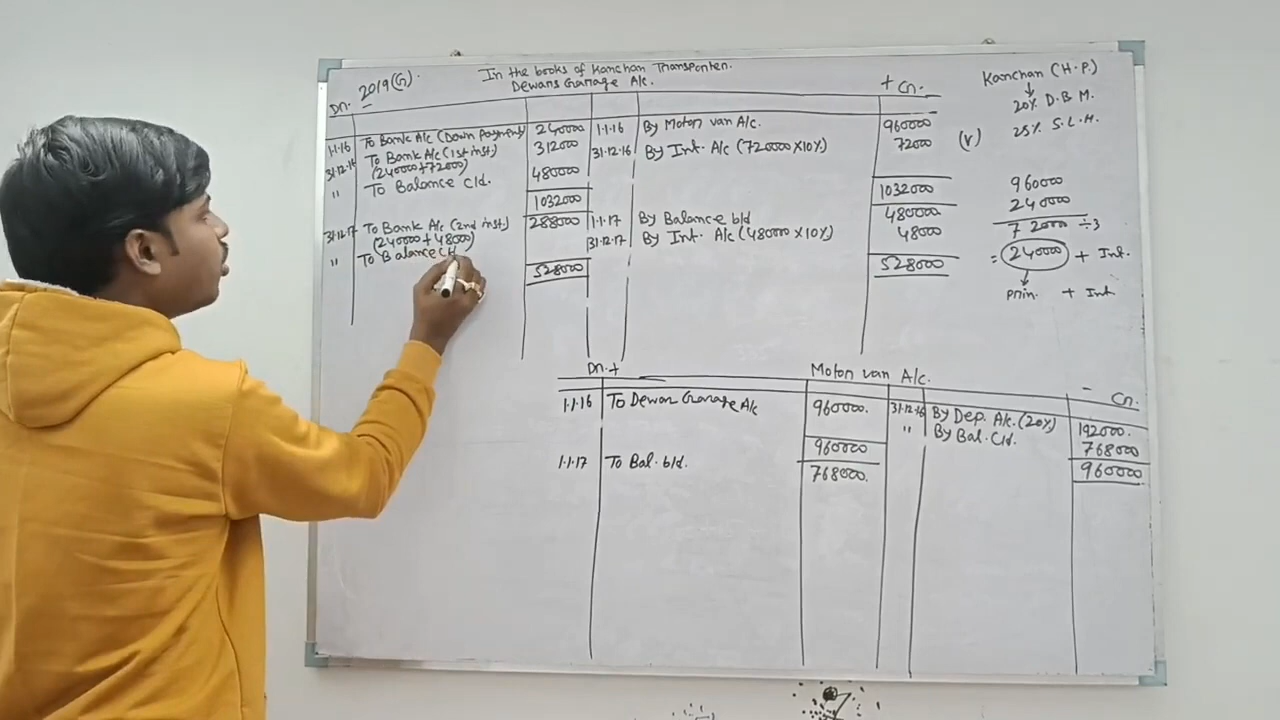 2019(G).
In the books of Kanchan Transporter.
Dewans Garage A/c.
Dr.
+ Cr.
1.1.16 To Bank A/c (Down Payment) 240000 1.1.16 By Motor van A/c. 960000
31.12.16 To Bank A/c (1st inst) 312000 31.12.16 By Int. A/c (720000 X 10%) 72000
(240000 + 72000)
" To Balance C/d. 480000
1032000 1032000
31.12.17 To Bank A/c (2nd inst) 288000 1.1.17 By Balance b/d 480000
(240000 + 48000) 31.12.17 By Int. A/c (480000 X 10%) 48000
" To Balance C
528000 528000
Kanchan (H.P.)
20% D.B M.
(V) 25% S.L.M.
960000
240000
720000 ÷3
= 240000 + Int.
Prin. + Int
Motor van A/c.
Dr. +
- Cr.
1.1.16 To Dewan Garage A/c 960000. 31.12.16 By Dep. A/c. (20%) 192000.
" By Bal. C/d. 768000
960000 960000
1.1.17 To Bal. b/d. 768000.